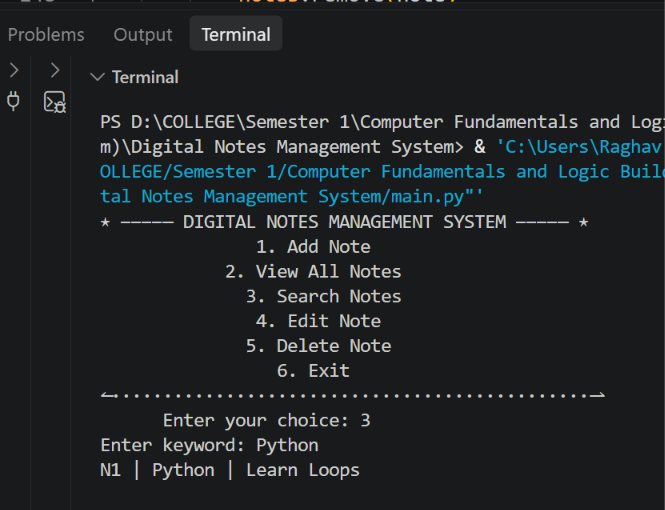 Problems Output Terminal
Terminal
PS D:\COLLEGE\Semester 1\Computer Fundamentals and Logi
m)\Digital Notes Management System> & 'C:\Users\Raghav
OLLEGE/Semester 1/Computer Fundamentals and Logic Buil
tal Notes Management System/main.py"'
⋆ ––––– DIGITAL NOTES MANAGEMENT SYSTEM ––––– ⋆
1. Add Note
2. View All Notes
3. Search Notes
4. Edit Note
5. Delete Note
6. Exit
Enter your choice: 3
Enter keyword: Python
N1 | Python | Learn Loops